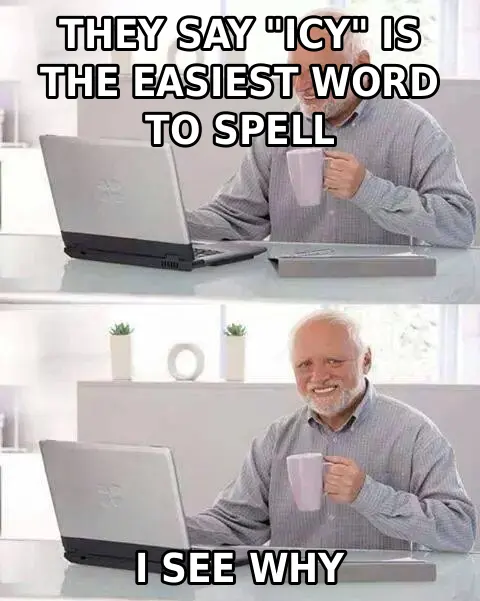 THEY SAY "ICY" IS
THE EASIEST WORD
TO SPELL
I SEE WHY